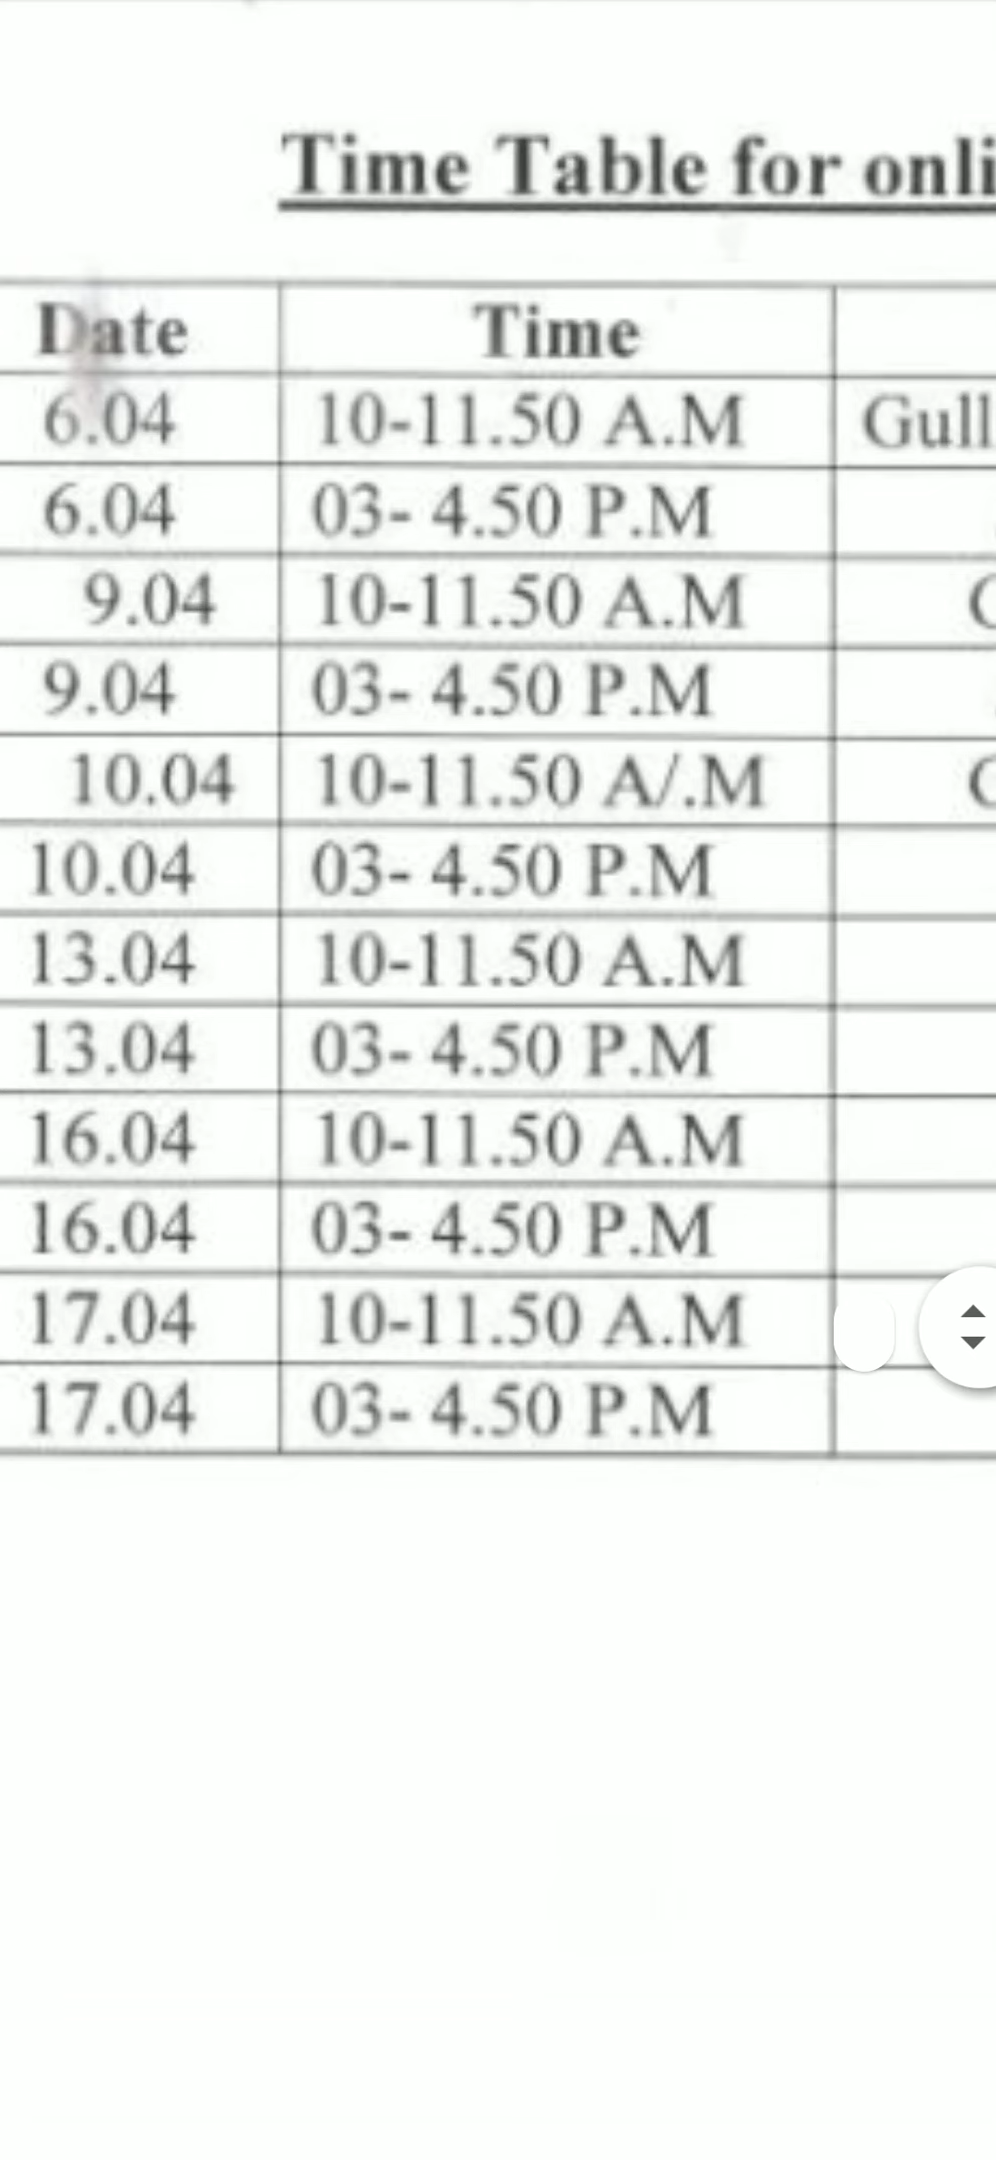 Time Table for onli
Date Time
6.04 10-11.50 A.M Gull
6.04 03- 4.50 P.M
9.04 10-11.50 A.M
9.04 03- 4.50 P.M
10.04 10-11.50 A/.M
10.04 03- 4.50 P.M
13.04 10-11.50 A.M
13.04 03- 4.50 P.M
16.04 10-11.50 A.M
16.04 03- 4.50 P.M
17.04 10-11.50 A.M
17.04 03- 4.50 P.M